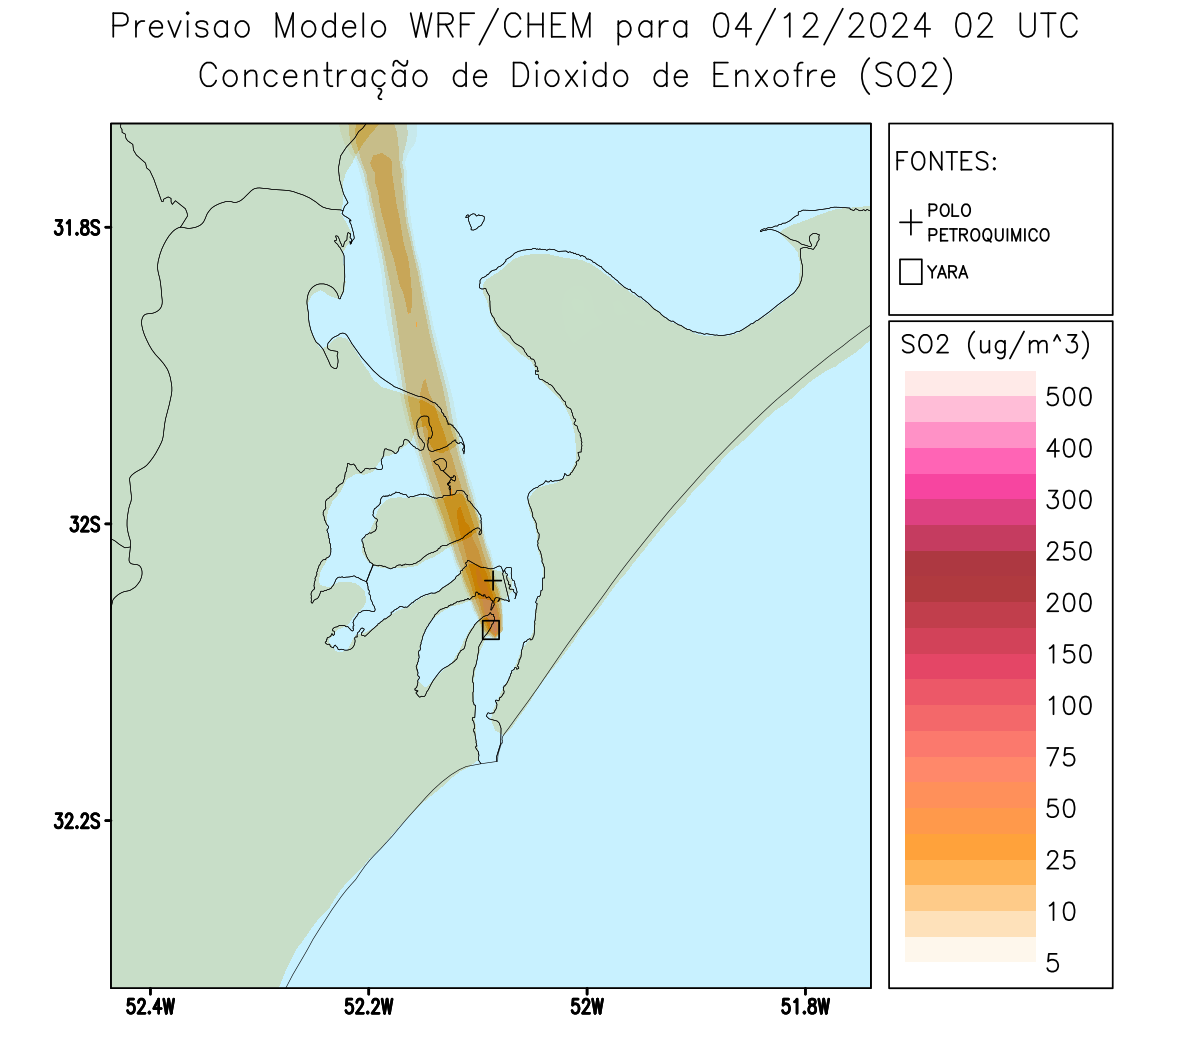 Previsao Modelo WRF/CHEM para 04/12/2024 02 UTC
Concentração de Dioxido de Enxofre (SO2)
FONTES:
POLO
PETROQUIMICO
YARA
SO2 (ug/m^3)
500
400
300
250
200
150
100
75
50
25
10
5
31.8S
32S
32.2S
52.4W
52.2W
52W
51.8W